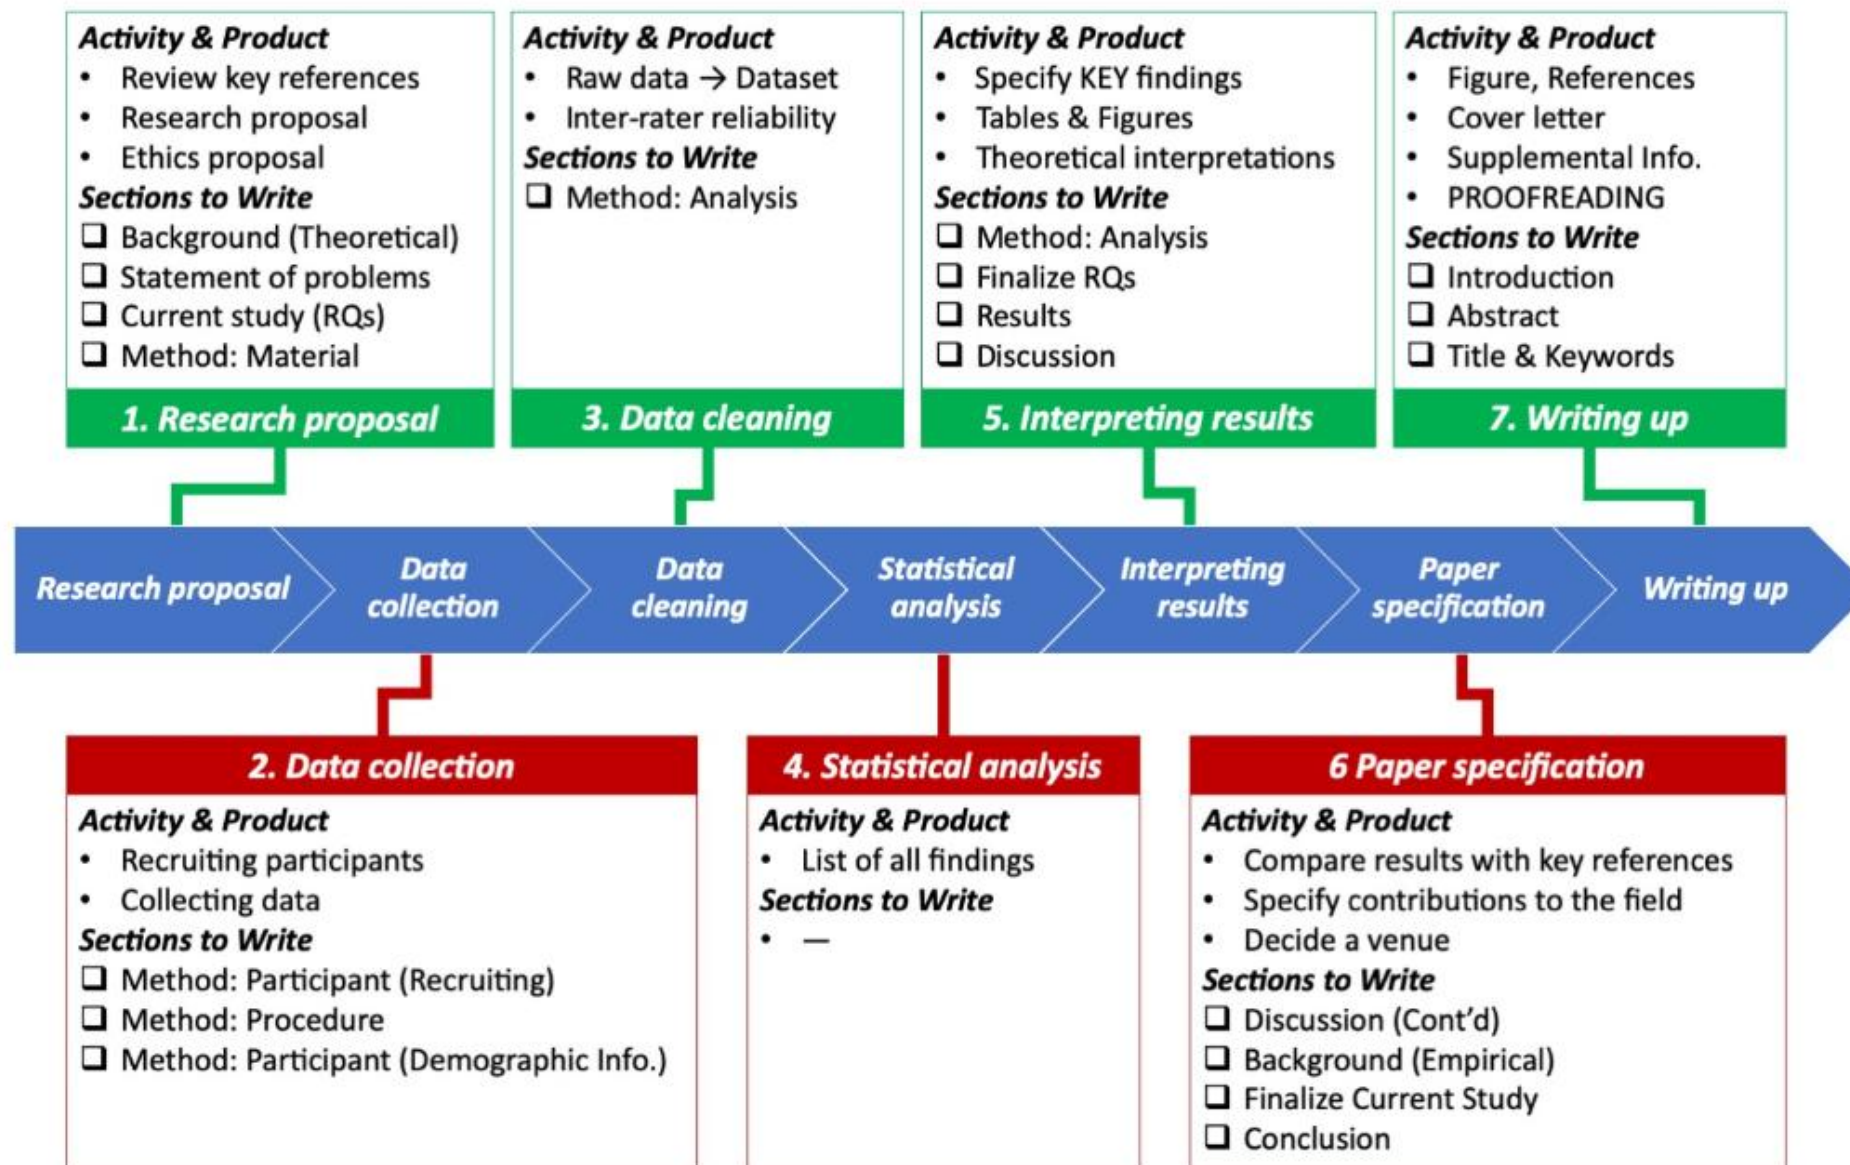 Activity & Product
• Review key references
• Research proposal
• Ethics proposal
Sections to Write
❑ Background (Theoretical)
❑ Statement of problems
❑ Current study (RQs)
❑ Method: Material
1. Research proposal
Activity & Product
• Raw data → Dataset
• Inter-rater reliability
Sections to Write
❑ Method: Analysis
3. Data cleaning
Activity & Product
• Specify KEY findings
• Tables & Figures
• Theoretical interpretations
Sections to Write
❑ Method: Analysis
❑ Finalize RQs
❑ Results
❑ Discussion
5. Interpreting results
Activity & Product
• Figure, References
• Cover letter
• Supplemental Info.
• PROOFREADING
Sections to Write
❑ Introduction
❑ Abstract
❑ Title & Keywords
7. Writing up
Research proposal
Data
collection
Data
cleaning
Statistical
analysis
Interpreting
results
Paper
specification
Writing up
2. Data collection
Activity & Product
• Recruiting participants
• Collecting data
Sections to Write
❑ Method: Participant (Recruiting)
❑ Method: Procedure
❑ Method: Participant (Demographic Info.)
4. Statistical analysis
Activity & Product
• List of all findings
Sections to Write
• —
6 Paper specification
Activity & Product
• Compare results with key references
• Specify contributions to the field
• Decide a venue
Sections to Write
❑ Discussion (Cont’d)
❑ Background (Empirical)
❑ Finalize Current Study
❑ Conclusion